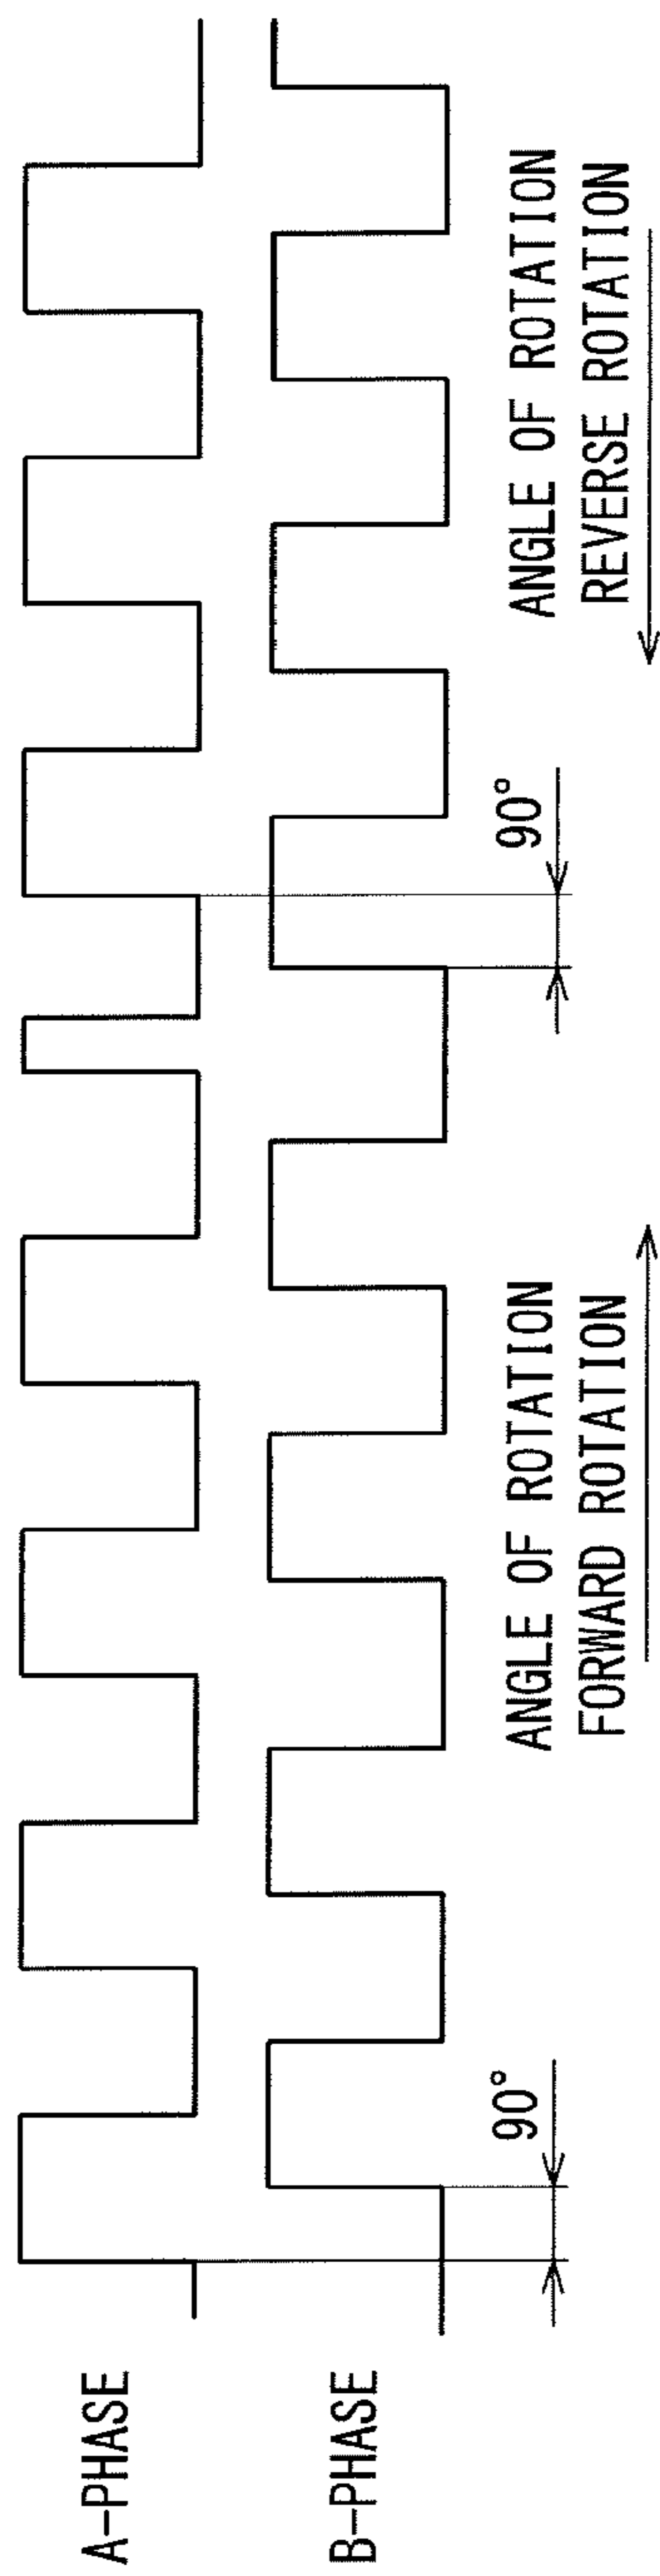 A-PHASE
B-PHASE
90°
90°
ANGLE OF ROTATION
FORWARD ROTATION
ANGLE OF ROTATION
REVERSE ROTATION